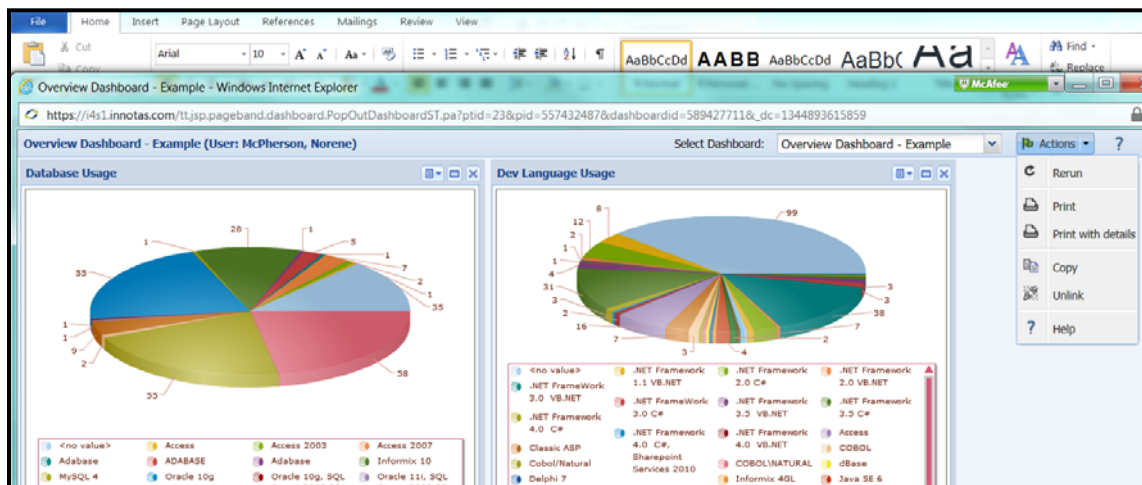 File Home Insert Page Layout References Mailings Review View
Cut Arial 10 Aa AaBbCcDd AABB AaBbCcDd AaBb( Aa Find
Copy Replace
Overview Dashboard - Example - Windows Internet Explorer McAfee
https://i4s1.innotas.com/tt.jsp.pageband.dashboard.PopOutDashboardST.pa?ptid=23&pid=557432487&dashboardid=589427711&_dc=1344893615859
Overview Dashboard - Example (User: McPherson, Norene) Select Dashboard: Overview Dashboard - Example Actions ?
Database Usage Dev Language Usage
Rerun
Print
Print with details
Copy
Unlink
? Help
28 1 5 7 2 1 35
1 55 1 1 9 2 55 58
8 99
12 2 1 1 4 31 3 2 16 7 3 4 2 7 38 3 3
<no value> Access Access 2003 Access 2007
Adabase ADABASE Adabase Informix 10
MySQL 4 Oracle 10g Oracle 10g, SQL Oracle 11i, SQL
<no value> .NET Framework 1.1 VB.NET .NET Framework 2.0 C# .NET Framework 2.0 VB.NET
.NET FrameWork 3.0 VB.NET .NET FrameWork 3.0 C# .NET Framework 3.5 VB.NET .NET Framework 3.5 C#
.NET Framework 4.0 C# .NET Framework 4.0 C#, Sharepoint Services 2010 .NET Framework 4.0 VB.NET Access
Classic ASP COBOL
Cobol/Natural COBOL\NATURAL dBase
Delphi 7 Informix 4GL Java SE 6